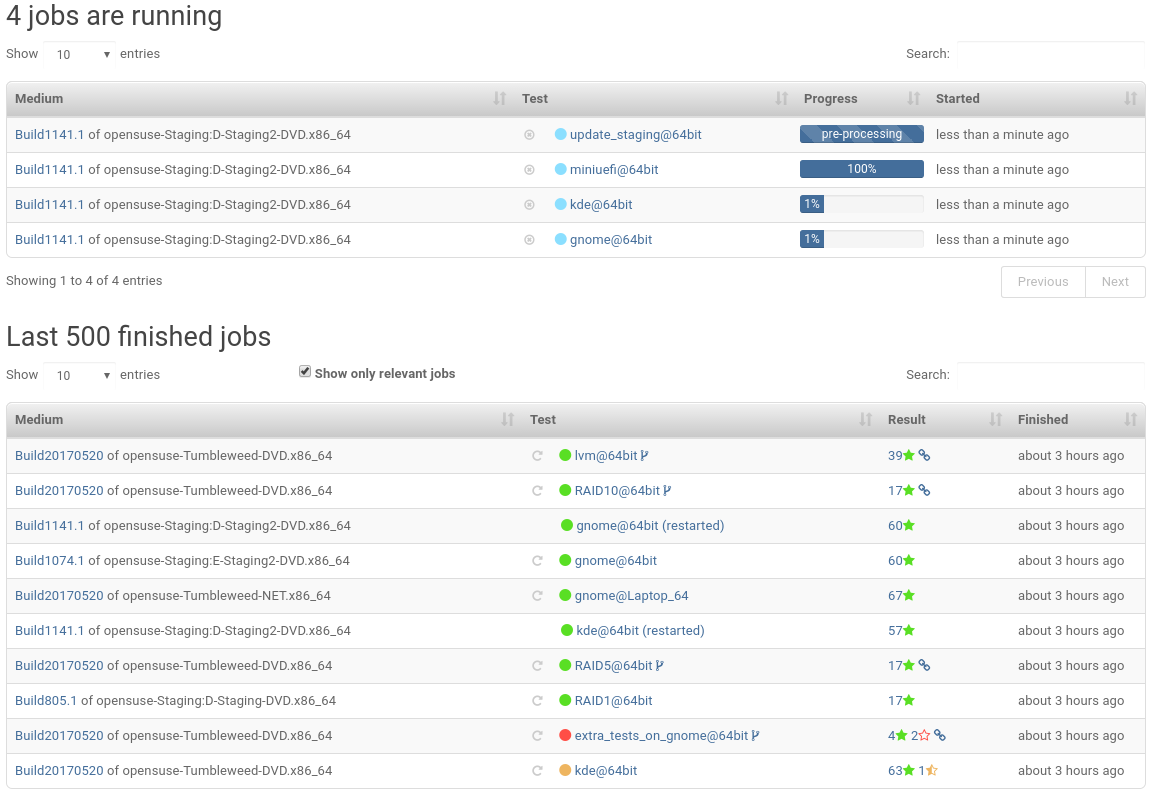 4 jobs are running
Show 10 entries Search:
Medium Test Progress Started
Build1141.1 of opensuse-Staging:D-Staging2-DVD.x86_64 update_staging@64bit pre-processing less than a minute ago
Build1141.1 of opensuse-Staging:D-Staging2-DVD.x86_64 miniuefi@64bit 100% less than a minute ago
Build1141.1 of opensuse-Staging:D-Staging2-DVD.x86_64 kde@64bit 1% less than a minute ago
Build1141.1 of opensuse-Staging:D-Staging2-DVD.x86_64 gnome@64bit 1% less than a minute ago
Showing 1 to 4 of 4 entries Previous Next
Last 500 finished jobs
Show 10 entries Show only relevant jobs Search:
Medium Test Result Finished
Build20170520 of opensuse-Tumbleweed-DVD.x86_64 lvm@64bit 39 about 3 hours ago
Build20170520 of opensuse-Tumbleweed-DVD.x86_64 RAID10@64bit 17 about 3 hours ago
Build1141.1 of opensuse-Staging:D-Staging2-DVD.x86_64 gnome@64bit (restarted) 60 about 3 hours ago
Build1074.1 of opensuse-Staging:E-Staging2-DVD.x86_64 gnome@64bit 60 about 3 hours ago
Build20170520 of opensuse-Tumbleweed-NET.x86_64 gnome@Laptop_64 67 about 3 hours ago
Build1141.1 of opensuse-Staging:D-Staging2-DVD.x86_64 kde@64bit (restarted) 57 about 3 hours ago
Build20170520 of opensuse-Tumbleweed-DVD.x86_64 RAID5@64bit 17 about 3 hours ago
Build805.1 of opensuse-Staging:D-Staging-DVD.x86_64 RAID1@64bit 17 about 3 hours ago
Build20170520 of opensuse-Tumbleweed-DVD.x86_64 extra_tests_on_gnome@64bit 4 2 about 3 hours ago
Build20170520 of opensuse-Tumbleweed-DVD.x86_64 kde@64bit 63 1 about 3 hours ago